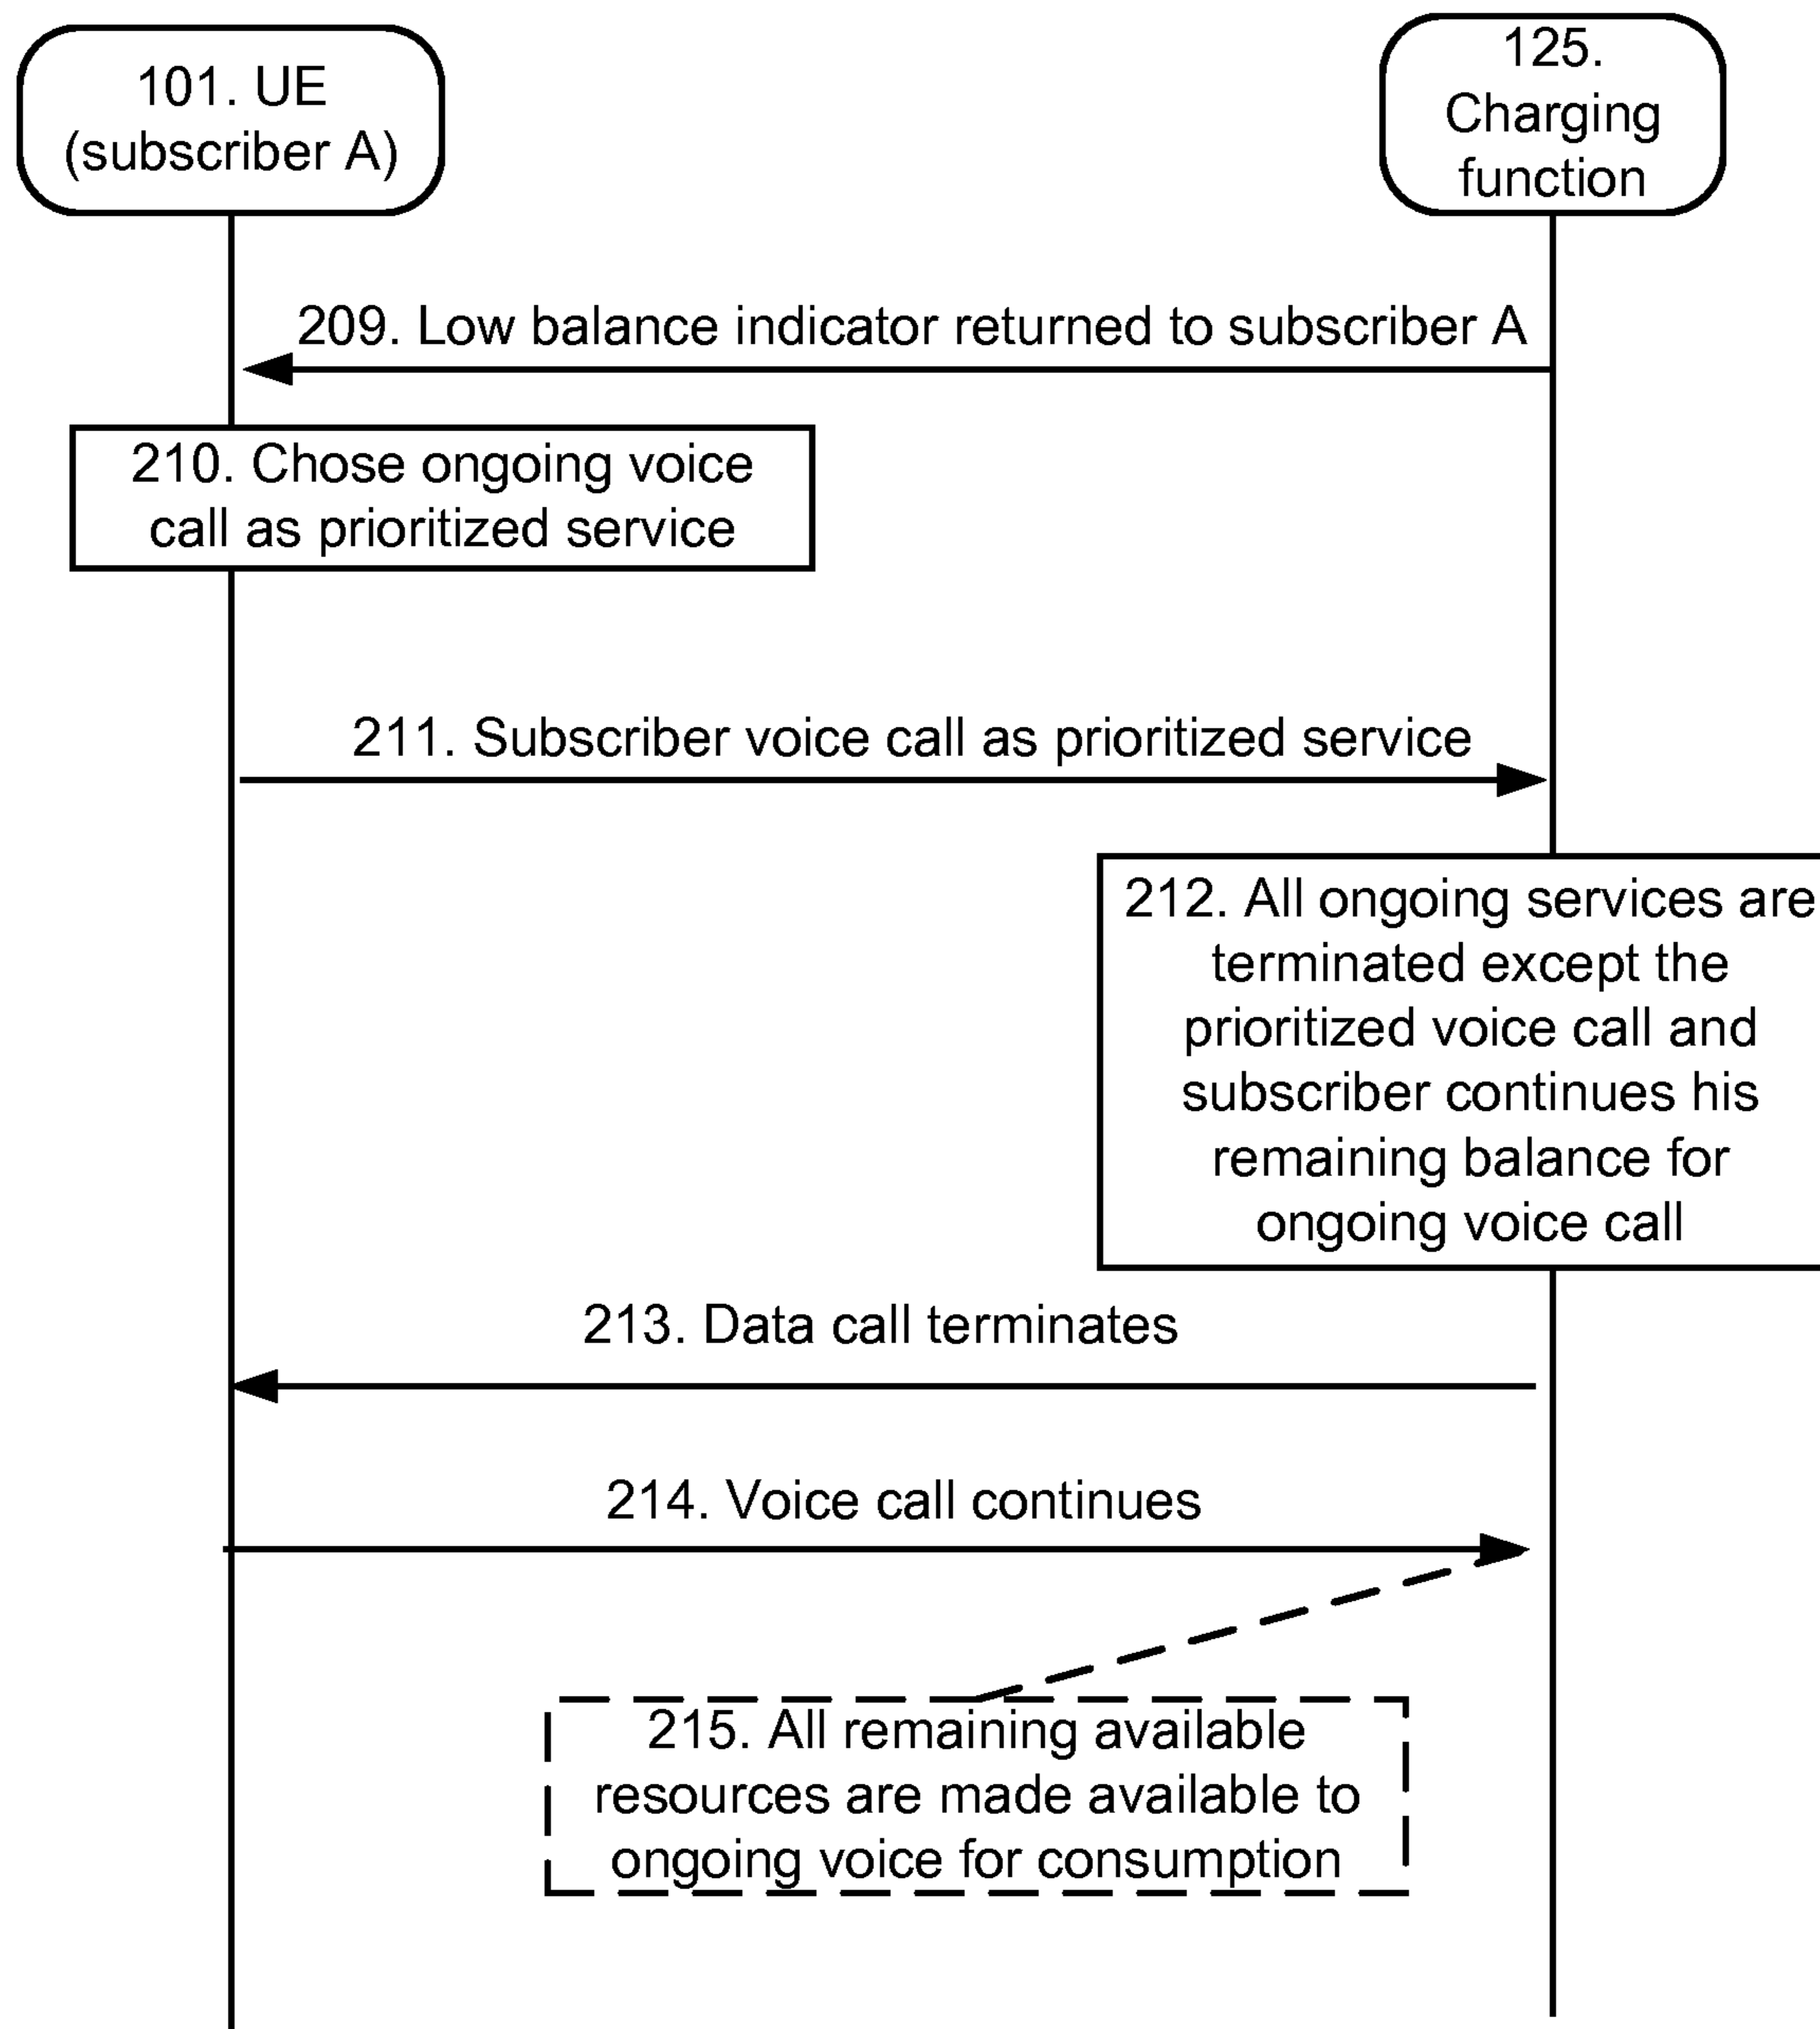 101. UE
(subscriber A)
125.
Charging
function
209. Low balance indicator returned to subscriber A
210. Chose ongoing voice
call as prioritized service
211. Subscriber voice call as prioritized service
212. All ongoing services are
terminated except the
prioritized voice call and
subscriber continues his
remaining balance for
ongoing voice call
213. Data call terminates
214. Voice call continues
215. All remaining available
resources are made available to
ongoing voice for consumption